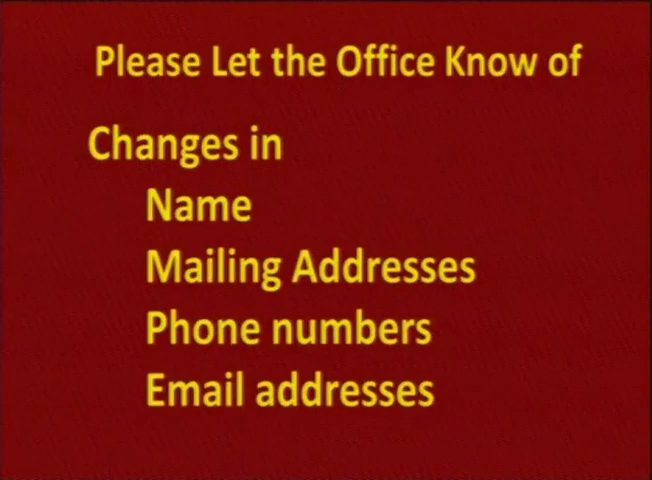 Please Let the Office Know of
Changes in
Name
Mailing Addresses
Phone numbers
Email addresses